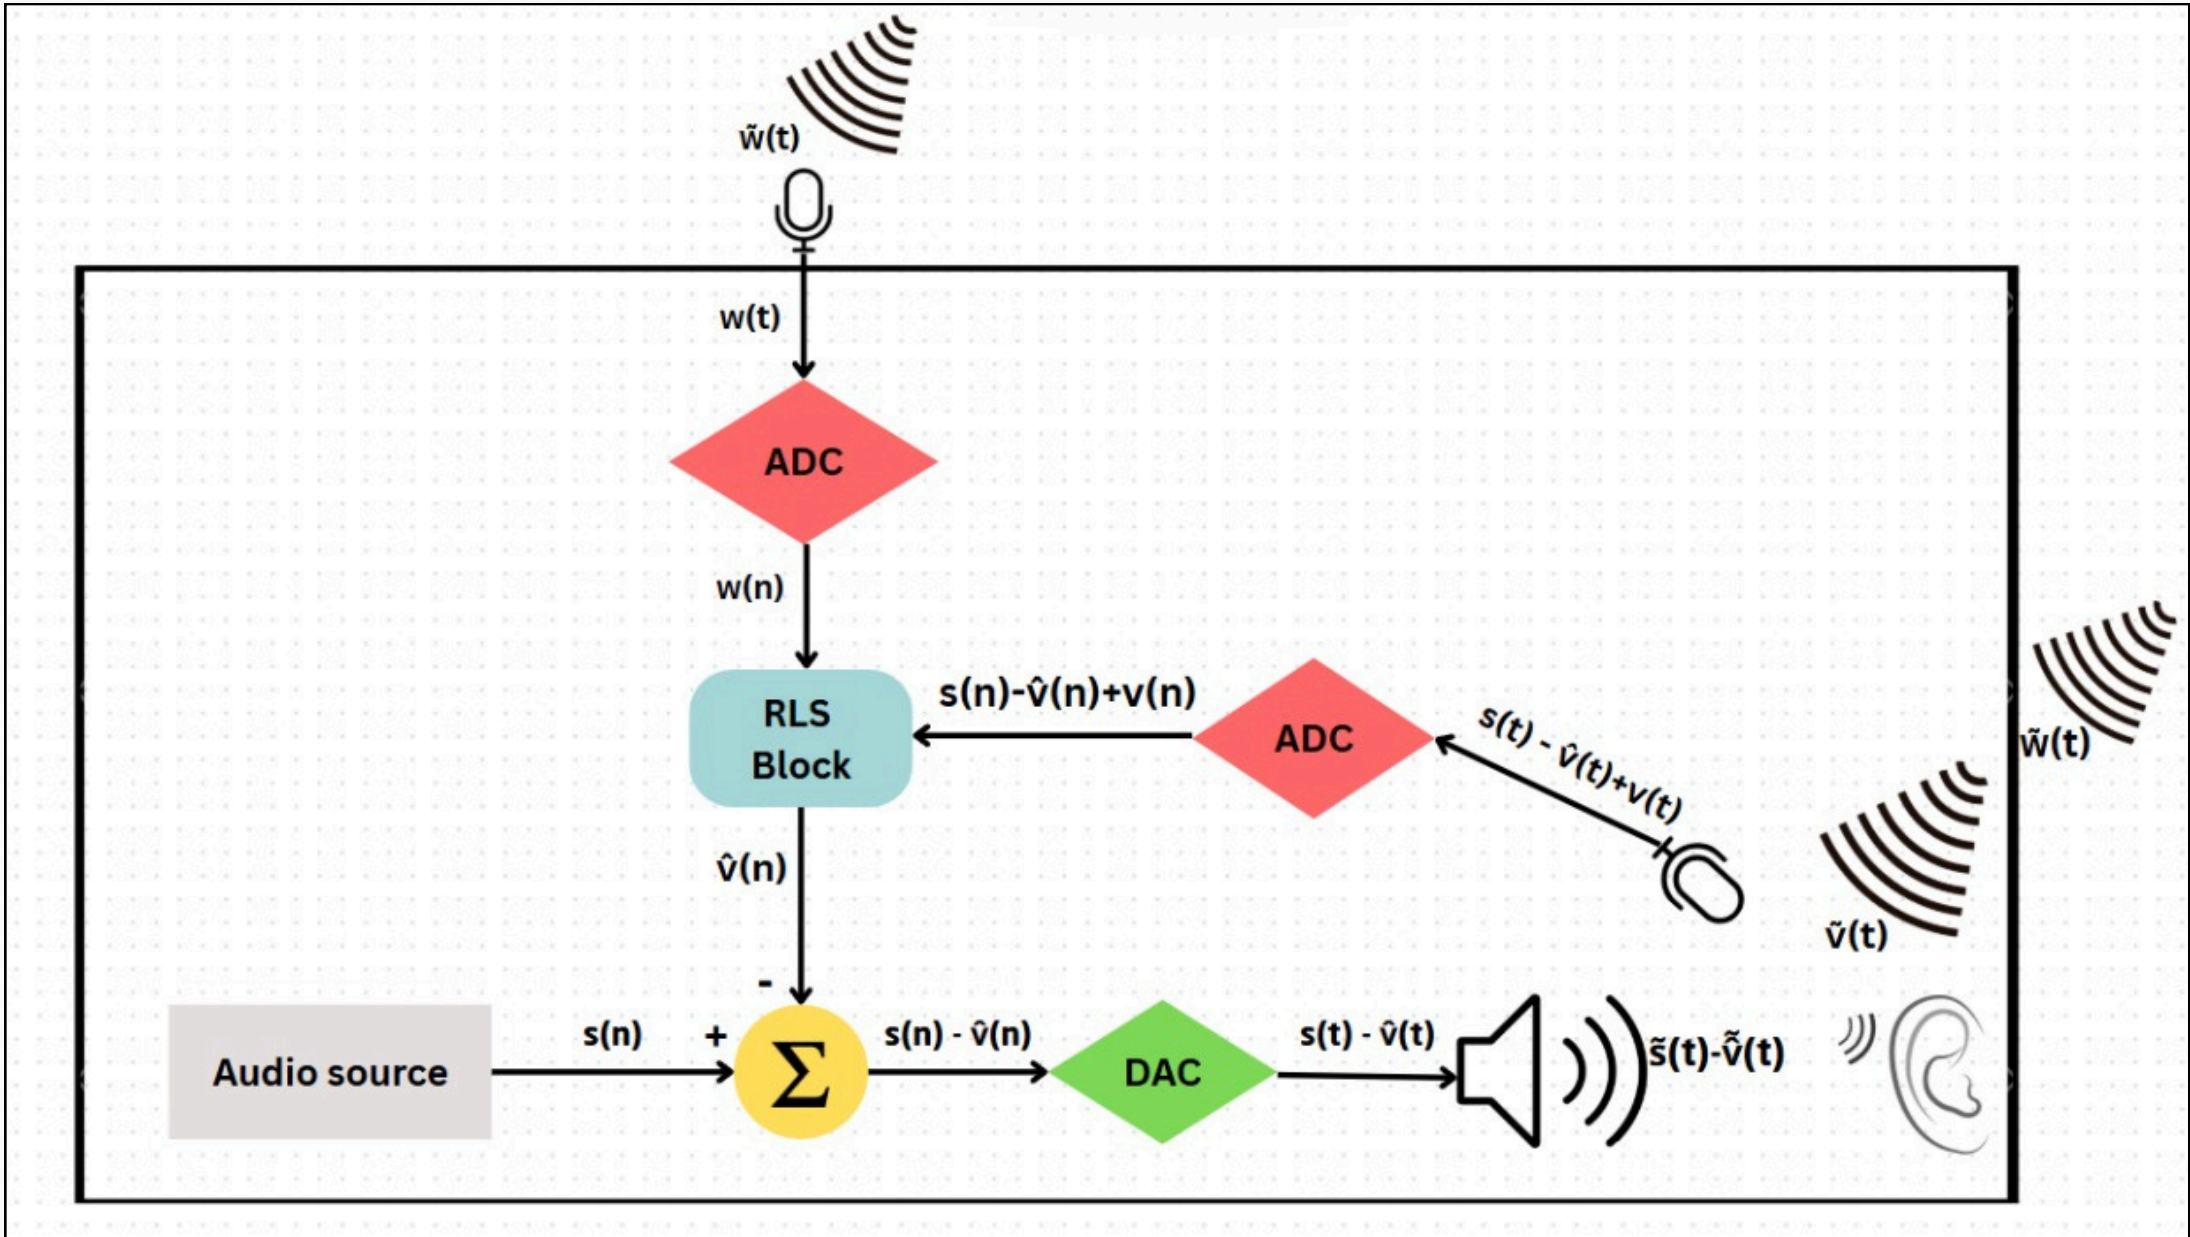 w̃(t)
w(t)
ADC
w(n)
RLS
Block
s(n)-v̂(n)+v(n)
ADC
s(t) - v̂(t)+v(t)
w̃(t)
ṽ(t)
v̂(n)
-
Audio source
s(n)
+
Σ
s(n) - v̂(n)
DAC
s(t) - v̂(t)
s̃(t)-ṽ̂(t)